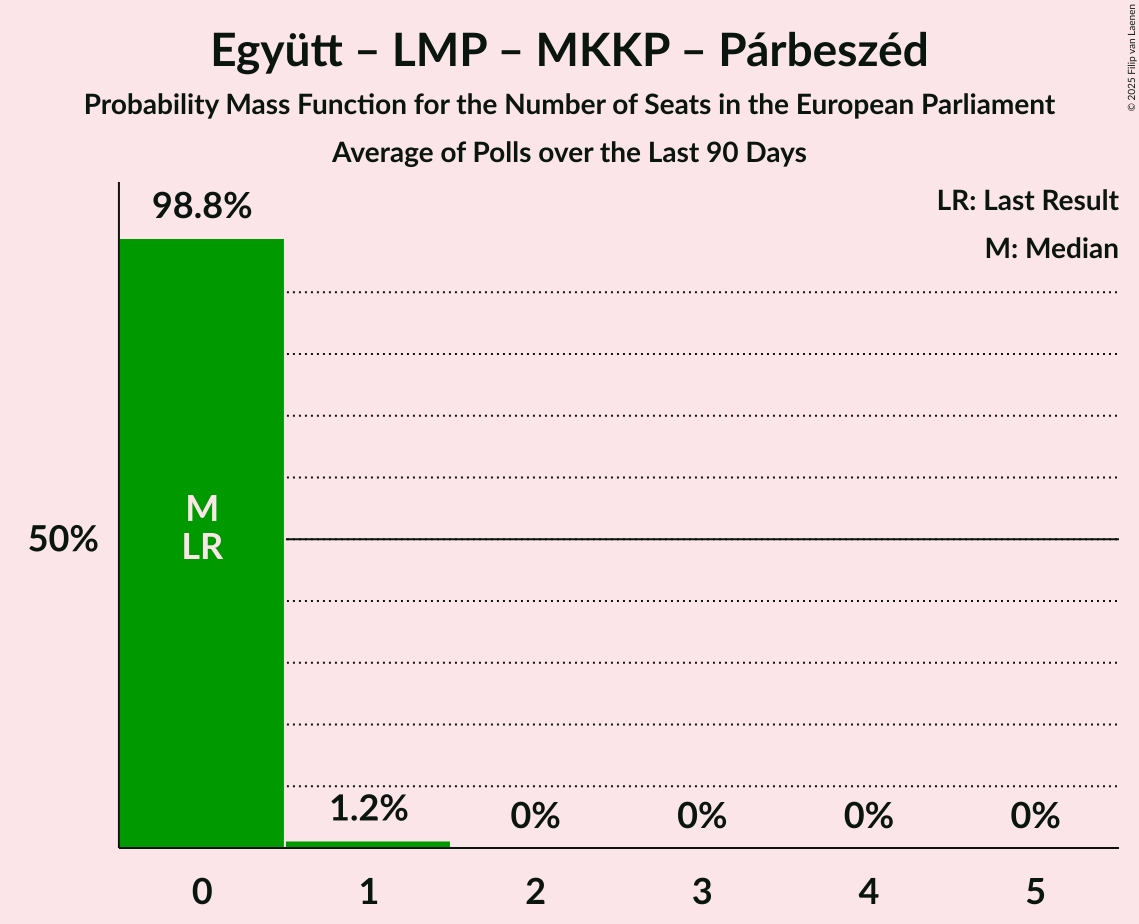 Együtt – LMP – MKKP – Párbeszéd
Probability Mass Function for the Number of Seats in the European Parliament
Average of Polls over the Last 90 Days
© 2025 Filip van Laenen
LR: Last Result
M: Median
98.8%
M
LR
50%
1.2%
0%
0%
0%
0%
0
1
2
3
4
5